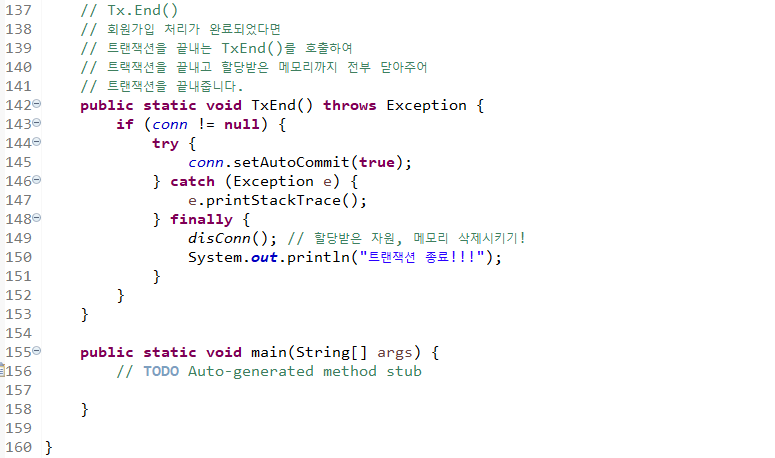 137 // Tx.End()
138 // 회원가입 처리가 완료되었다면
139 // 트랜잭션을 끝내는 TxEnd()를 호출하여
140 // 트랙잭션을 끝내고 할당받은 메모리까지 전부 닫아주어
141 // 트랜잭션을 끝내줍니다.
142 public static void TxEnd() throws Exception {
143 if (conn != null) {
144 try {
145 conn.setAutoCommit(true);
146 } catch (Exception e) {
147 e.printStackTrace();
148 } finally {
149 disConn(); // 할당받은 자원, 메모리 삭제시키기!
150 System.out.println("트랜잭션 종료!!!");
151 }
152 }
153 }
154
155 public static void main(String[] args) {
156 // TODO Auto-generated method stub
157
158 }
159
160 }